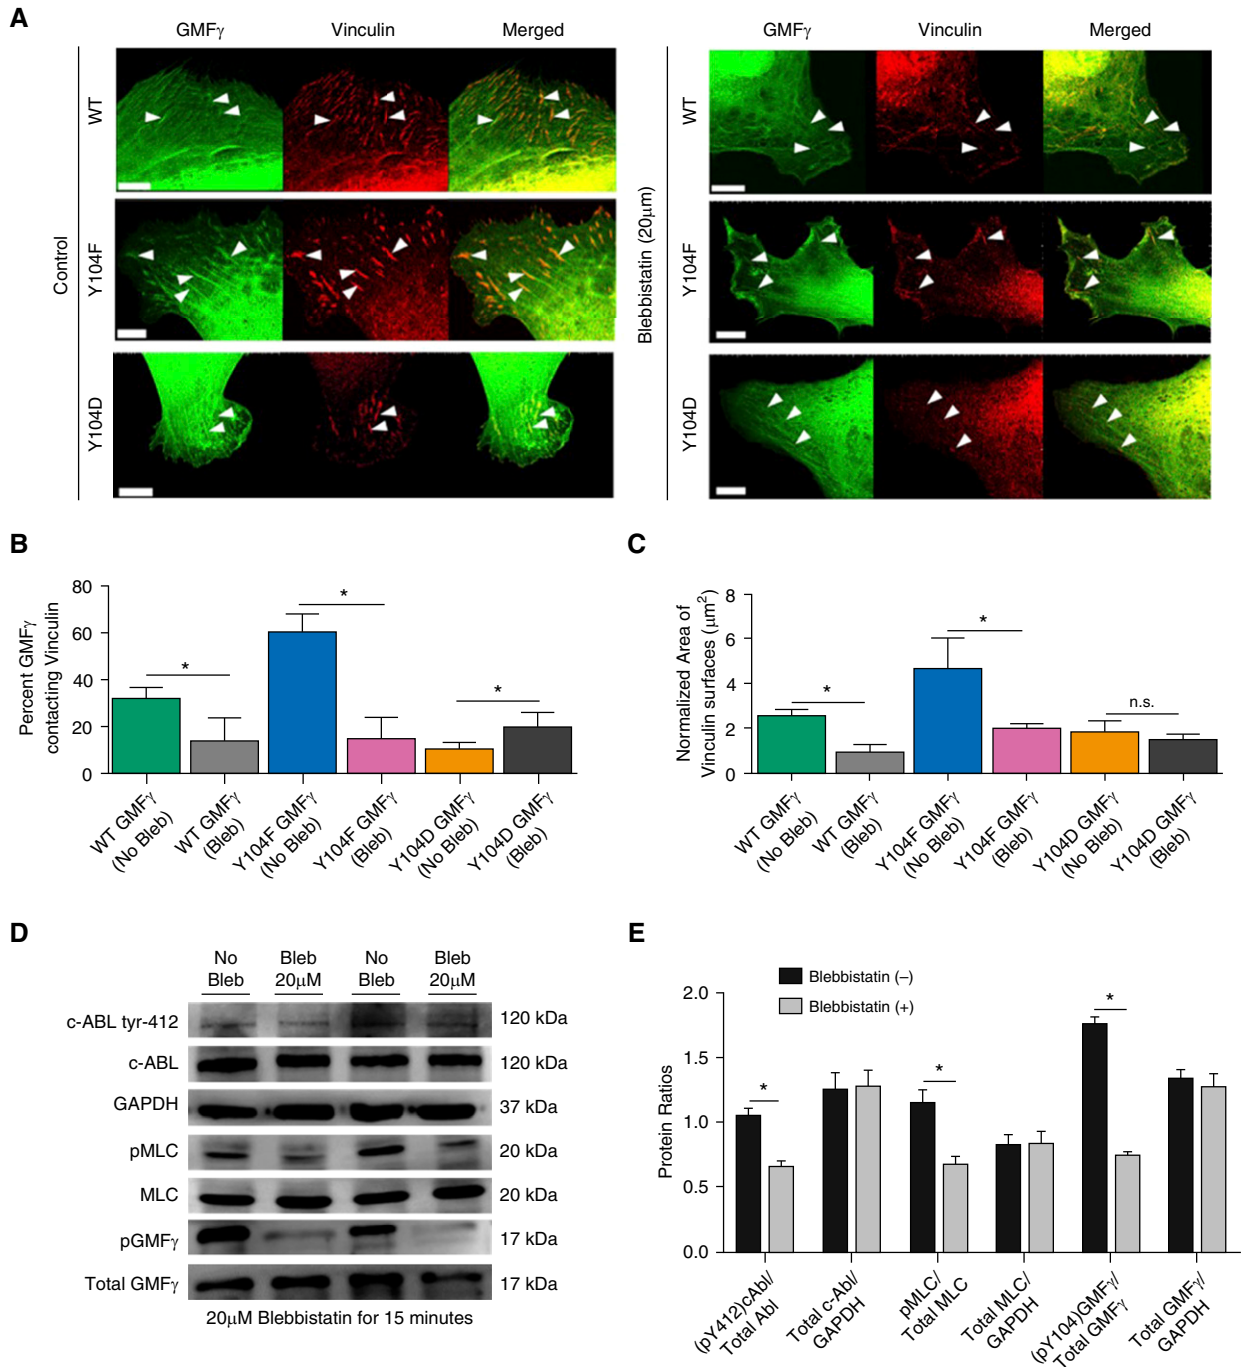 A
GMFγ Vinculin Merged
GMFγ Vinculin Merged
Control
WT
Y104F
Y104D
Blebbistatin (20μm)
WT
Y104F
Y104D
B
Percent GMFγ
contacting Vinculin
80
60
40
20
0
*
*
*
WT GMFγ
(No Bleb)
WT GMFγ
(Bleb)
Y104F GMFγ
(No Bleb)
Y104F GMFγ
(Bleb)
Y104D GMFγ
(No Bleb)
Y104D GMFγ
(Bleb)
C
Normalized Area of
Vinculin surfaces (μm²)
8
6
4
2
0
*
*
n.s.
WT GMFγ
(No Bleb)
WT GMFγ
(Bleb)
Y104F GMFγ
(No Bleb)
Y104F GMFγ
(Bleb)
Y104D GMFγ
(No Bleb)
Y104D GMFγ
(Bleb)
D
No
Bleb
Bleb
20μM
No
Bleb
Bleb
20μM
c-ABL tyr-412 120 kDa
c-ABL 120 kDa
GAPDH 37 kDa
pMLC 20 kDa
MLC 20 kDa
pGMFγ 17 kDa
Total GMFγ 17 kDa
20μM Blebbistatin for 15 minutes
E
Blebbistatin (–)
Blebbistatin (+)
Protein Ratios
2.0
1.5
1.0
0.5
0.0
*
*
*
(pY412)cAbl/
Total Abl
Total c-Abl/
GAPDH
pMLC/
Total MLC
Total MLC/
GAPDH
(pY104)GMFγ/
Total GMFγ
Total GMFγ/
GAPDH